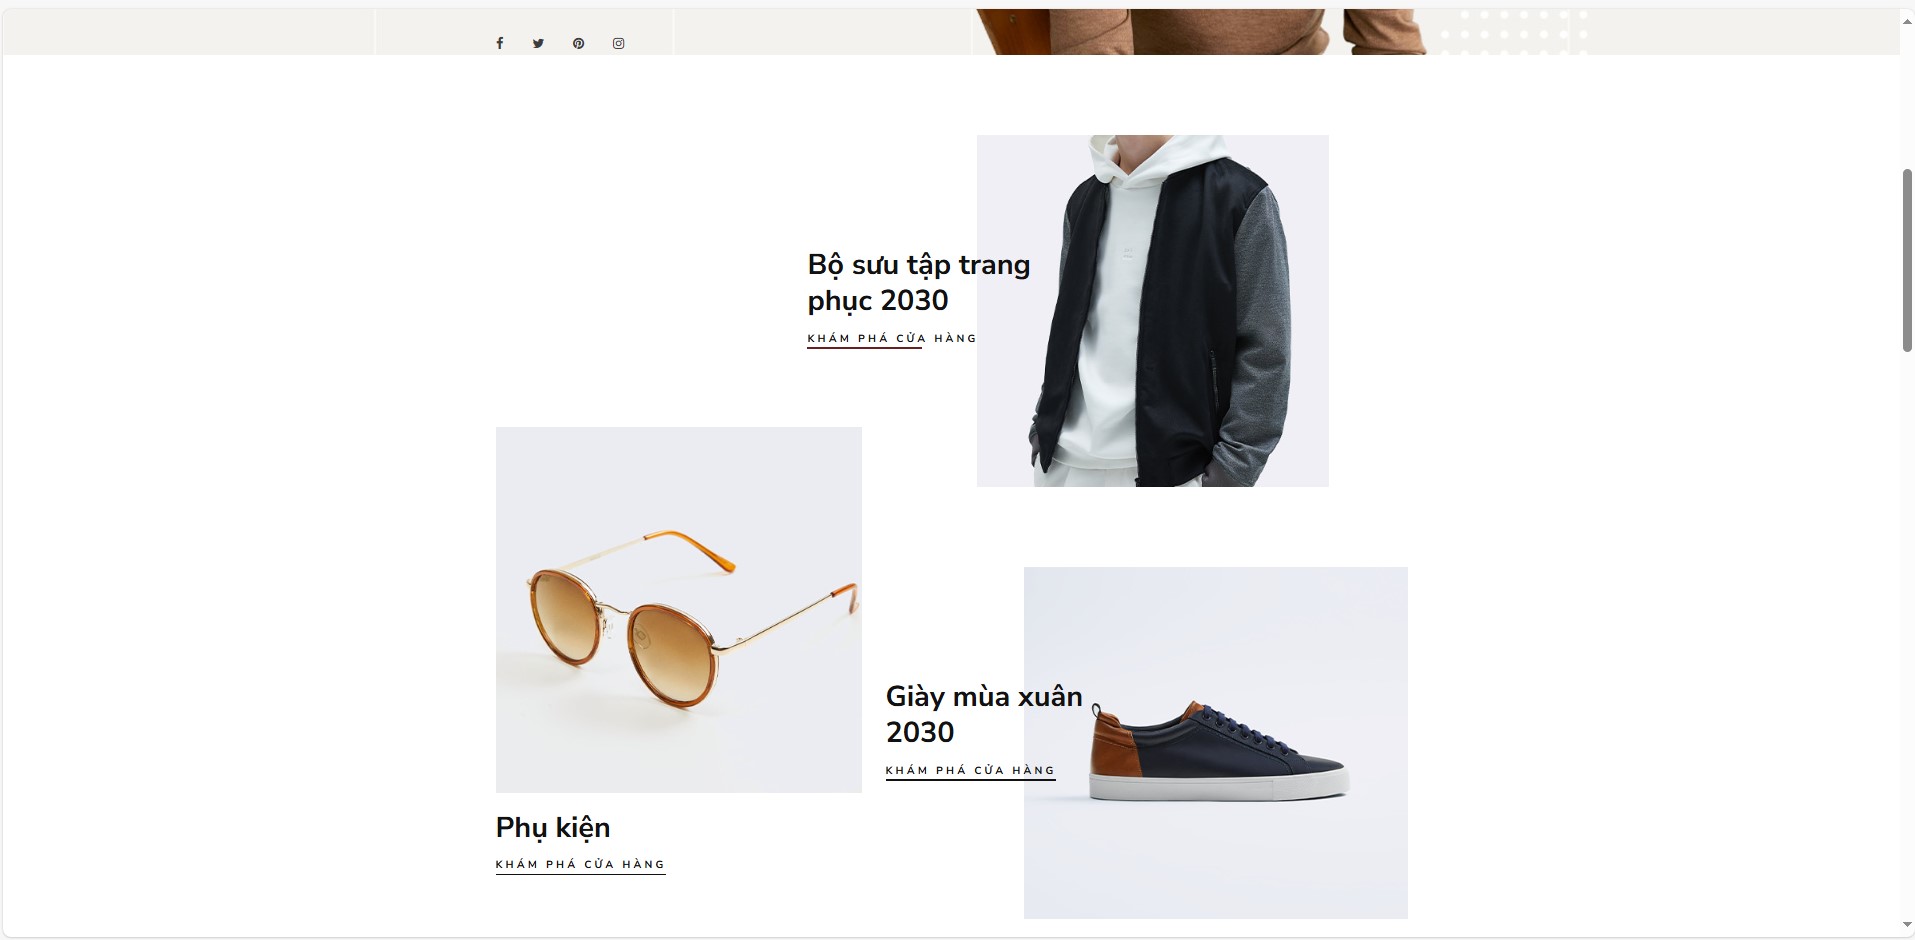 Bộ sưu tập trang
phục 2030
KHÁM PHÁ CỬA HÀNG
Giày mùa xuân
2030
KHÁM PHÁ CỬA HÀNG
Phụ kiện
KHÁM PHÁ CỬA HÀNG